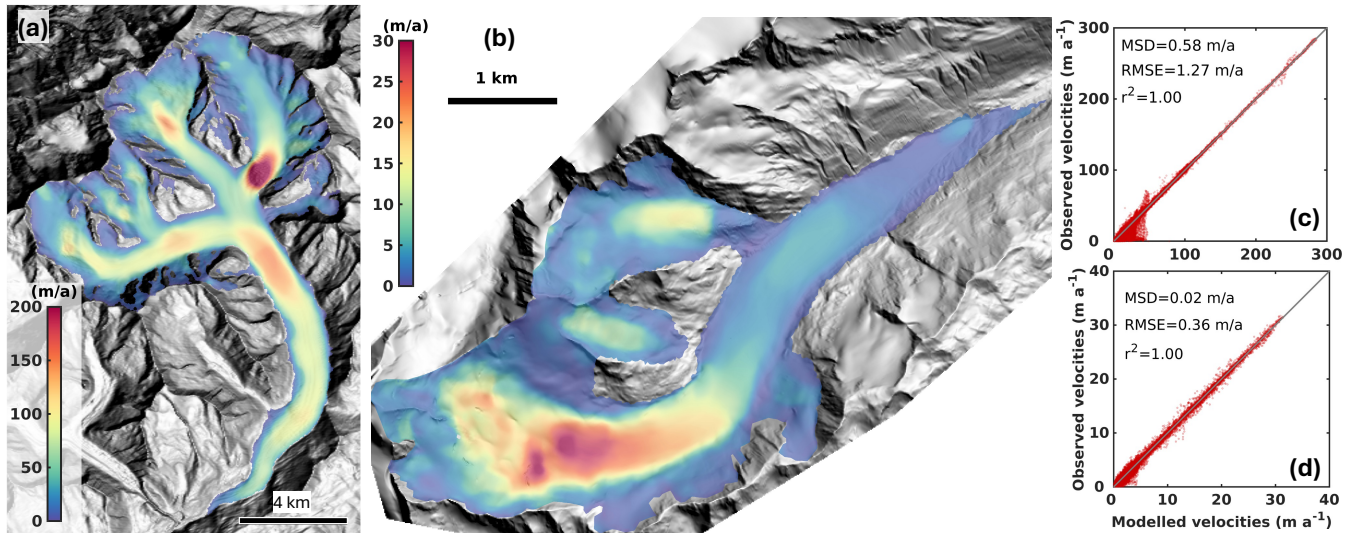 (a)
(m/a)
200
150
100
50
0
4 km
(m/a)
30
25
20
15
10
5
0
(b)
1 km
300
200
100
0
Observed velocities (m a⁻¹)
MSD=0.58 m/a
RMSE=1.27 m/a
r²=1.00
(c)
0 100 200 300
40
30
20
10
0
Observed velocities (m a⁻¹)
MSD=0.02 m/a
RMSE=0.36 m/a
r²=1.00
(d)
0 10 20 30 40
Modelled velocities (m a⁻¹)